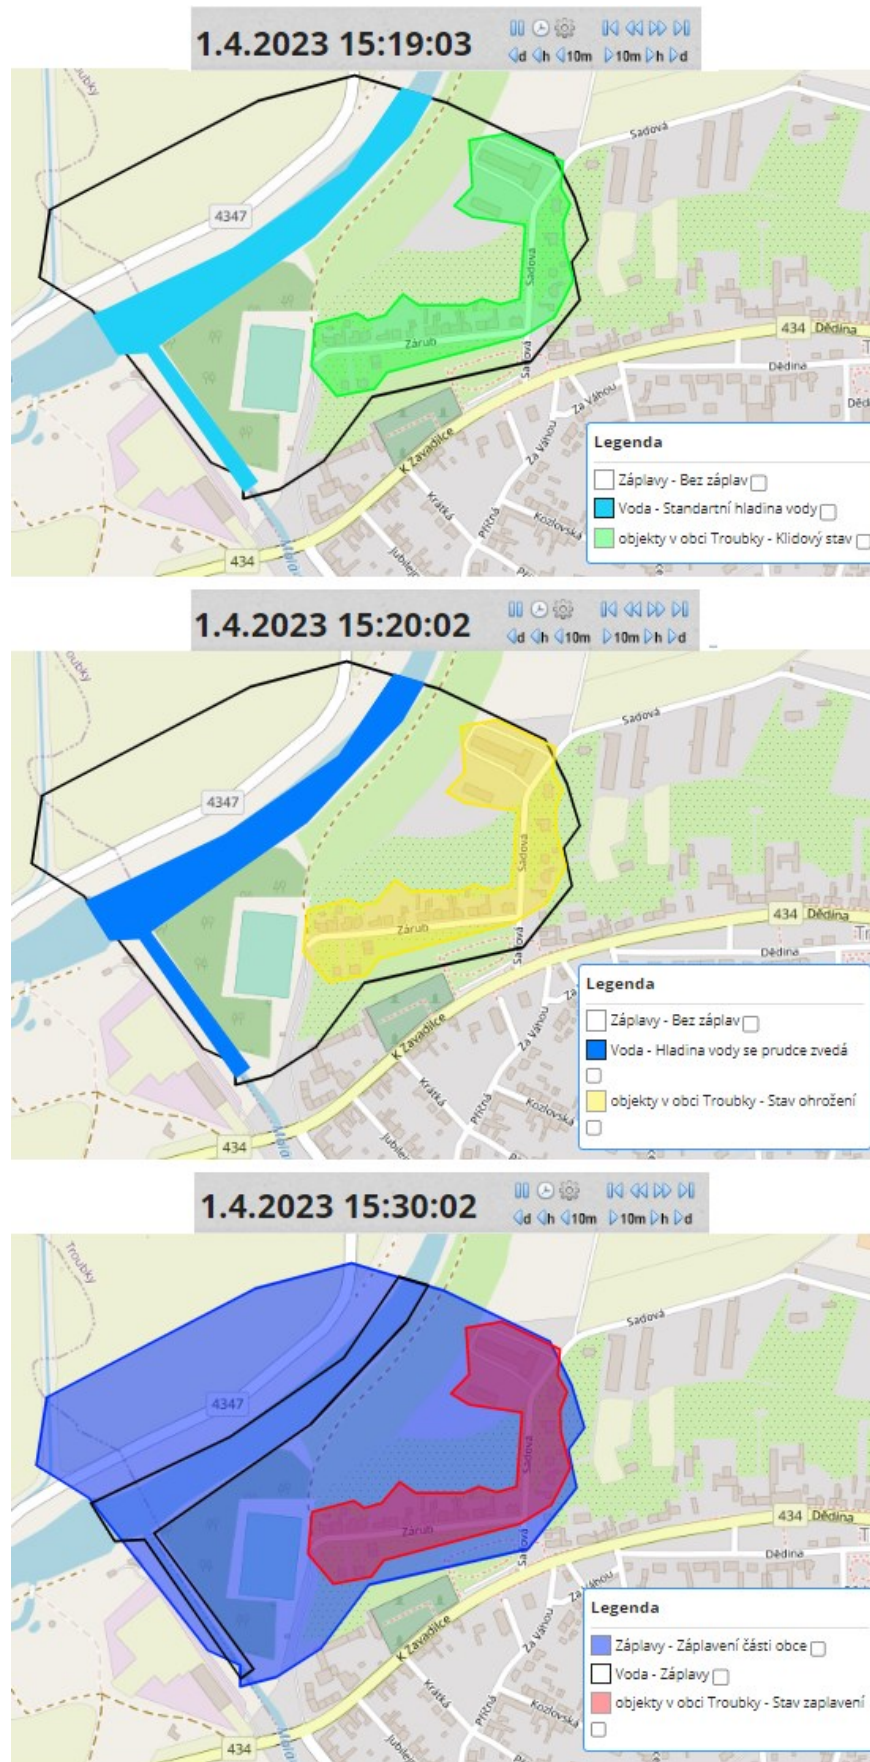 1.4.2023 15:19:03
d h 10m 10m h d
Sadová
4347
Sadová
434 Dědina
Zárub
Sadová
Dědina
Za Váhou
Za Váhou
K Zavadilce
Krátká
Příčná
Kozlovská
434
Legenda
Záplavy - Bez záplav
Voda - Standartní hladina vody
objekty v obci Troubky - Klidový stav
1.4.2023 15:20:02
d h 10m 10m h d
Sadová
4347
Sadová
434 Dědina
Zárub
Sadová
Dědina
Za Váhou
K Zavadilce
Krátká
Příčná
Kozlovská
434
Legenda
Záplavy - Bez záplav
Voda - Hladina vody se prudce zvedá
objekty v obci Troubky - Stav ohrožení
1.4.2023 15:30:02
d h 10m 10m h d
Troubky
Sadová
4347
Sadová
434 Dědina
Zárub
Sadová
Dědina
Za Váhou
Za Váhou
K Zavadilce
Krátká
Příčná
Kozlovská
434
Legenda
Záplavy - Záplavení části obce
Voda - Záplavy
objekty v obci Troubky - Stav zaplavení